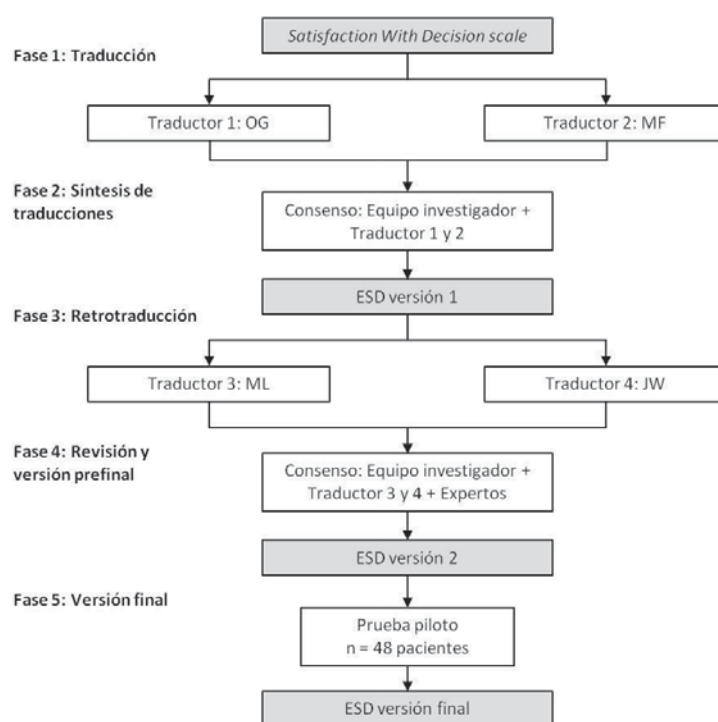 Satisfaction With Decision scale
Fase 1: Traducción
Traductor 1: OG
Traductor 2: MF
Fase 2: Síntesis de
traducciones
Consenso: Equipo investigador +
Traductor 1 y 2
ESD versión 1
Fase 3: Retrotraducción
Traductor 3: ML
Traductor 4: JW
Fase 4: Revisión y
versión prefinal
Consenso: Equipo investigador +
Traductor 3 y 4 + Expertos
ESD versión 2
Fase 5: Versión final
Prueba piloto
n = 48 pacientes
ESD versión final